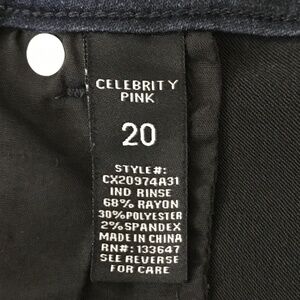 CELEBRITY
PINK
20
STYLE#:
CX20974A31
IND RINSE
68% RAYON
30%POLYESTER
2%SPANDEX
MADE IN CHINA
RN#: 133647
SEE REVERSE
FOR CARE